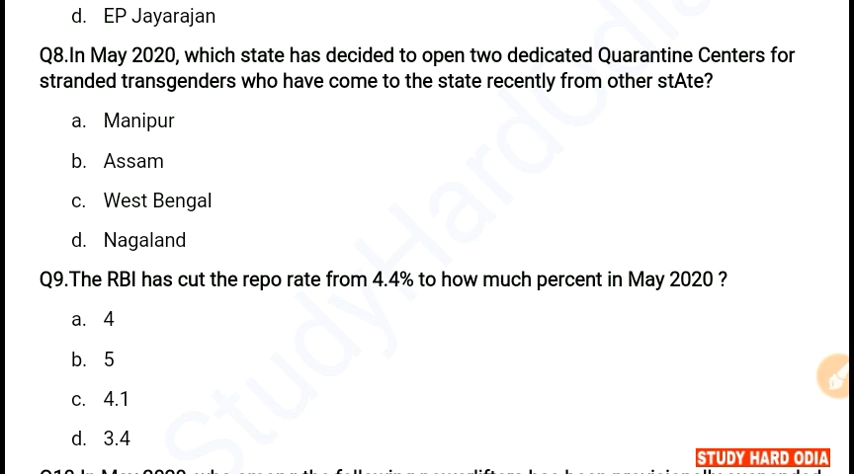 d. EP Jayarajan
Q8.In May 2020, which state has decided to open two dedicated Quarantine Centers for
stranded transgenders who have come to the state recently from other stAte?
a. Manipur
b. Assam
c. West Bengal
d. Nagaland
Q9.The RBI has cut the repo rate from 4.4% to how much percent in May 2020 ?
a. 4
b. 5
c. 4.1
d. 3.4
STUDY HARD ODIA
StudyHardOdia